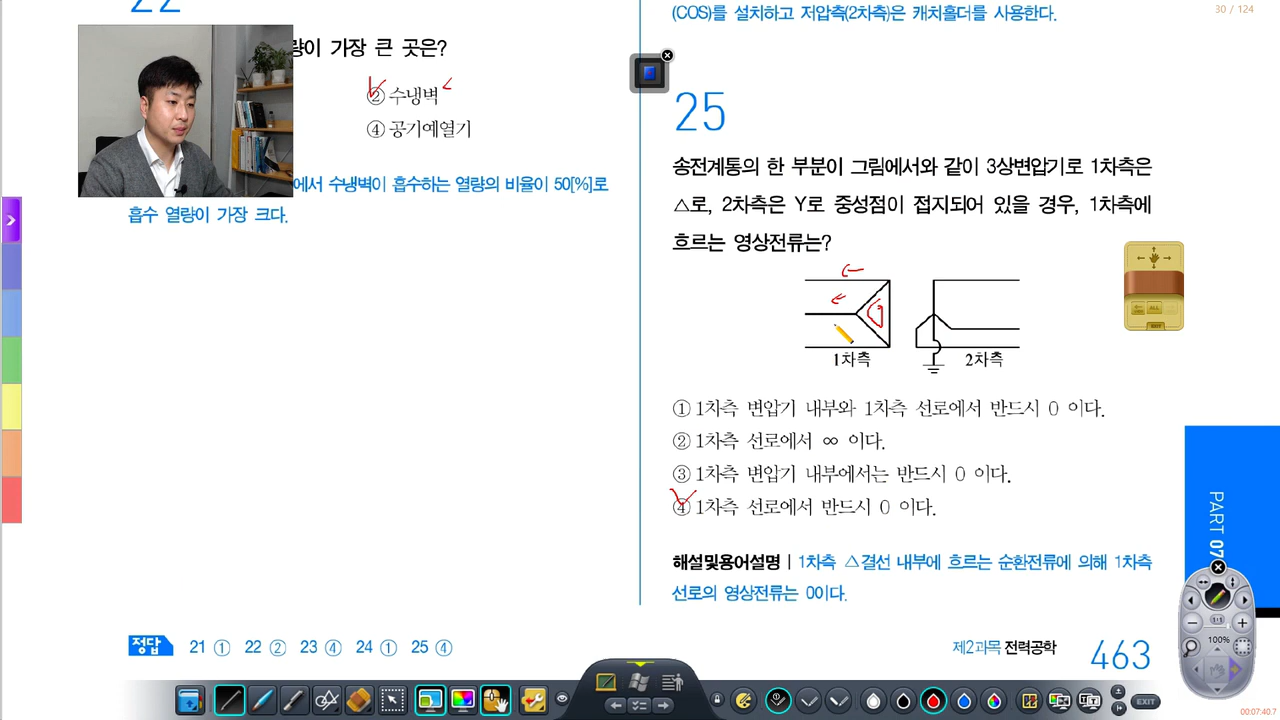 22
량이 가장 큰 곳은?
② 수냉벽
④ 공기예열기
에서 수냉벽이 흡수하는 열량의 비율이 50[%]로
흡수 열량이 가장 크다.
(COS)를 설치하고 저압측(2차측)은 캐치홀더를 사용한다.
30 / 124
25
송전계통의 한 부분이 그림에서와 같이 3상변압기로 1차측은
△로, 2차측은 Y로 중성점이 접지되어 있을 경우, 1차측에
흐르는 영상전류는?
1차측
2차측
① 1차측 변압기 내부와 1차측 선로에서 반드시 0 이다.
② 1차측 선로에서 ∞ 이다.
③ 1차측 변압기 내부에서는 반드시 0 이다.
④ 1차측 선로에서 반드시 0 이다.
해설및용어설명 | 1차측 △결선 내부에 흐르는 순환전류에 의해 1차측
선로의 영상전류는 0이다.
PART 07
정답 21 ① 22 ② 23 ④ 24 ① 25 ④
제2과목 전력공학 463
ALL
EXIT
1:1
100%
EXIT
00:07:40.7